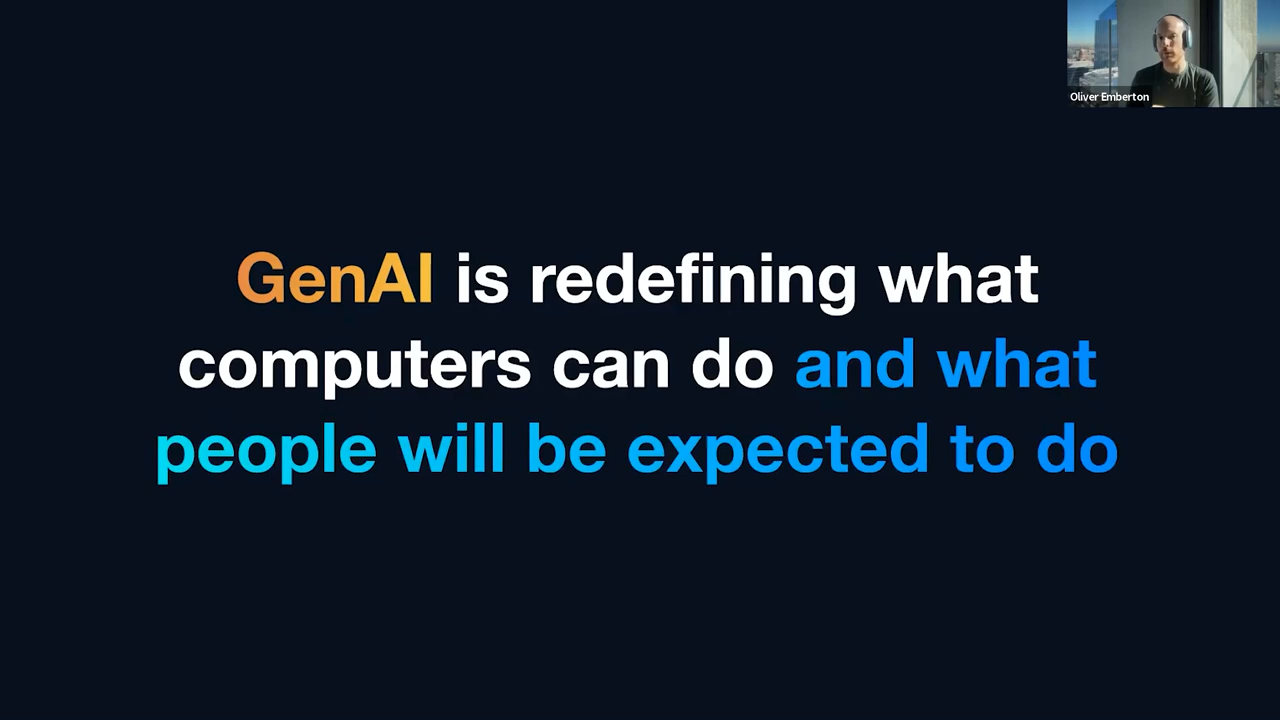 Oliver Emberton
GenAI is redefining what
computers can do and what
people will be expected to do